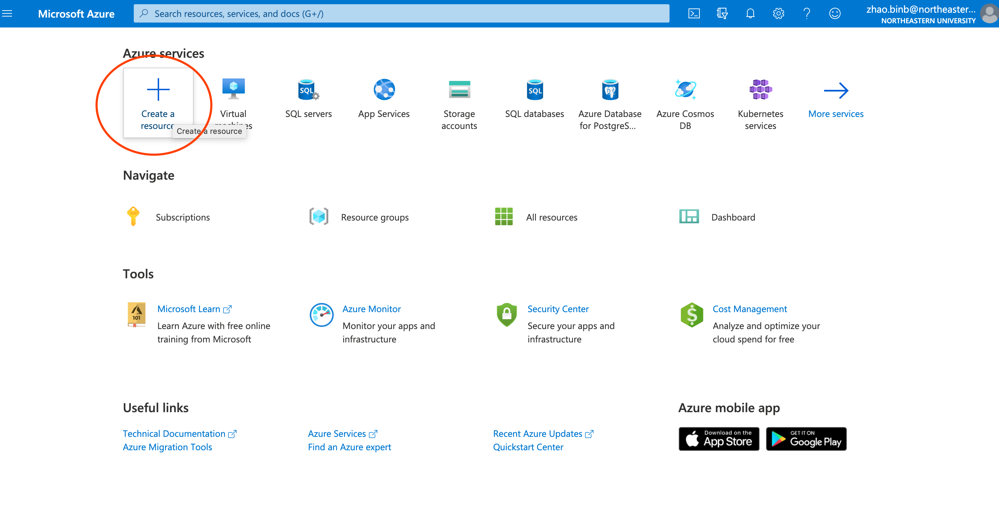 Microsoft Azure
Search resources, services, and docs (G+/)
zhao.binb@northeaster...
NORTHEASTERN UNIVERSITY
Azure services
Create a
resource
Create a resource
Virtual
SQL
SQL servers
App Services
Storage
accounts
SQL
SQL databases
Azure Database
for PostgreS...
Azure Cosmos
DB
Kubernetes
services
More services
Navigate
Subscriptions
Resource groups
All resources
Dashboard
Tools
101
Microsoft Learn
Learn Azure with free online
training from Microsoft
Azure Monitor
Monitor your apps and
infrastructure
Security Center
Secure your apps and
infrastructure
Cost Management
Analyze and optimize your
cloud spend for free
Useful links
Technical Documentation
Azure Migration Tools
Azure Services
Find an Azure expert
Recent Azure Updates
Quickstart Center
Azure mobile app
Download on the
App Store
GET IT ON
Google Play